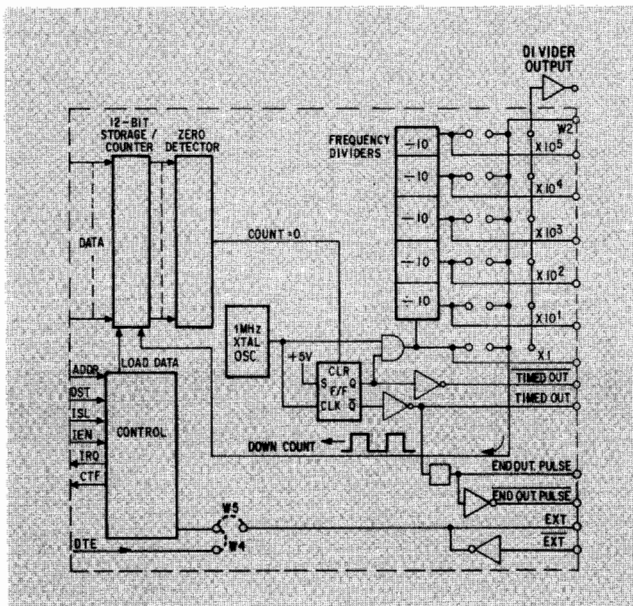 DIVIDER
OUTPUT
12-BIT
STORAGE /
COUNTER
ZERO
DETECTOR
FREQUENCY
DIVIDERS
W2
÷10
X10⁵
÷10
X10⁴
÷10
X10³
DATA
COUNT=0
÷10
X10²
÷10
X10¹
1MHz
XTAL
OSC.
+5V
X1
LOAD DATA
CLR
S Q
F/F
CLK Q̅
TIMED OUT
TIMED OUT
ADDR
OST
ISL
IEN
IRQ
CTF
CONTROL
DOWN COUNT
END OUT. PULSE
END OUT. PULSE
W5
EXT
W4
DTE
EXT